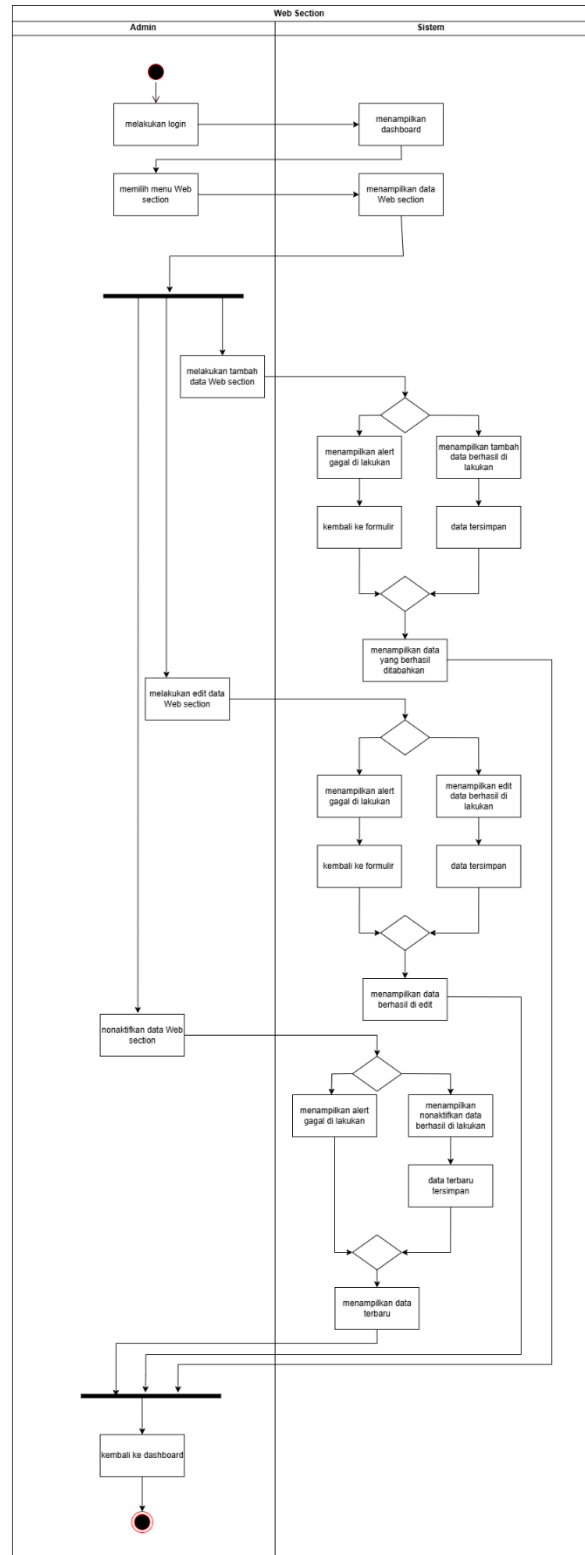 Web Section
Admin
Sistem
melakukan login
menampilkan
dashboard
memilih menu Web
section
menampilkan data
Web section
melakukan tambah
data Web section
menampilkan alert
gagal di lakukan
menampilkan tambah
data berhasil di
lakukan
kembali ke formulir
data tersimpan
menampilkan data
yang berhasil
ditabahkan
melakukan edit data
Web section
menampilkan alert
gagal di lakukan
menampilkan edit
data berhasil di
lakukan
kembali ke formulir
data tersimpan
menampilkan data
berhasil di edit
nonaktifkan data Web
section
menampilkan alert
gagal di lakukan
menampilkan
nonaktifkan data
berhasil di lakukan
data terbaru
tersimpan
menampilkan data
terbaru
kembali ke dashboard